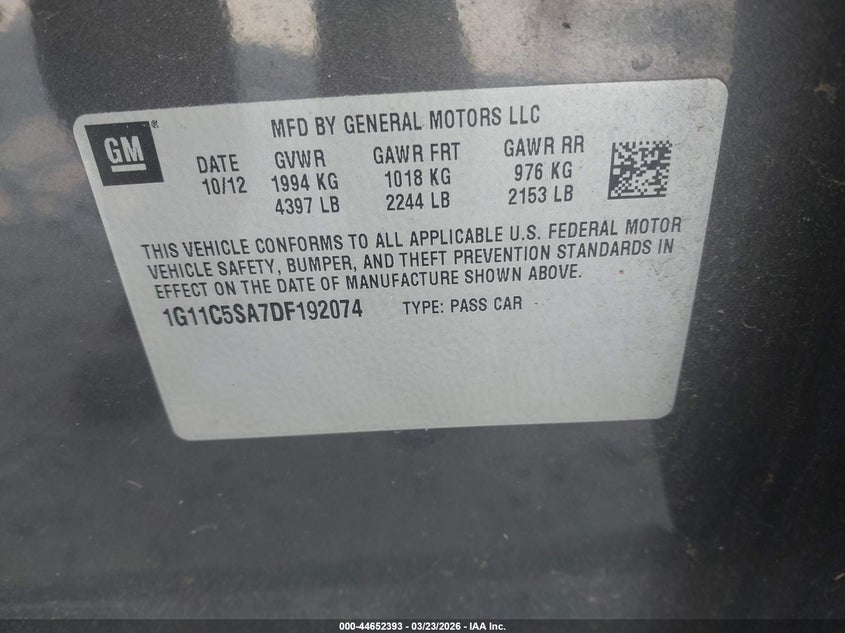 GM®
MFD BY GENERAL MOTORS LLC
DATE GVWR GAWR FRT GAWR RR
10/12 1994 KG 1018 KG 976 KG
4397 LB 2244 LB 2153 LB
THIS VEHICLE CONFORMS TO ALL APPLICABLE U.S. FEDERAL MOTOR
VEHICLE SAFETY, BUMPER, AND THEFT PREVENTION STANDARDS IN
EFFECT ON THE DATE OF MANUFACTURE SHOWN ABOVE.
1G11C5SA7DF192074 TYPE: PASS CAR
000-44652393 - 03/23/2026 - IAA Inc.